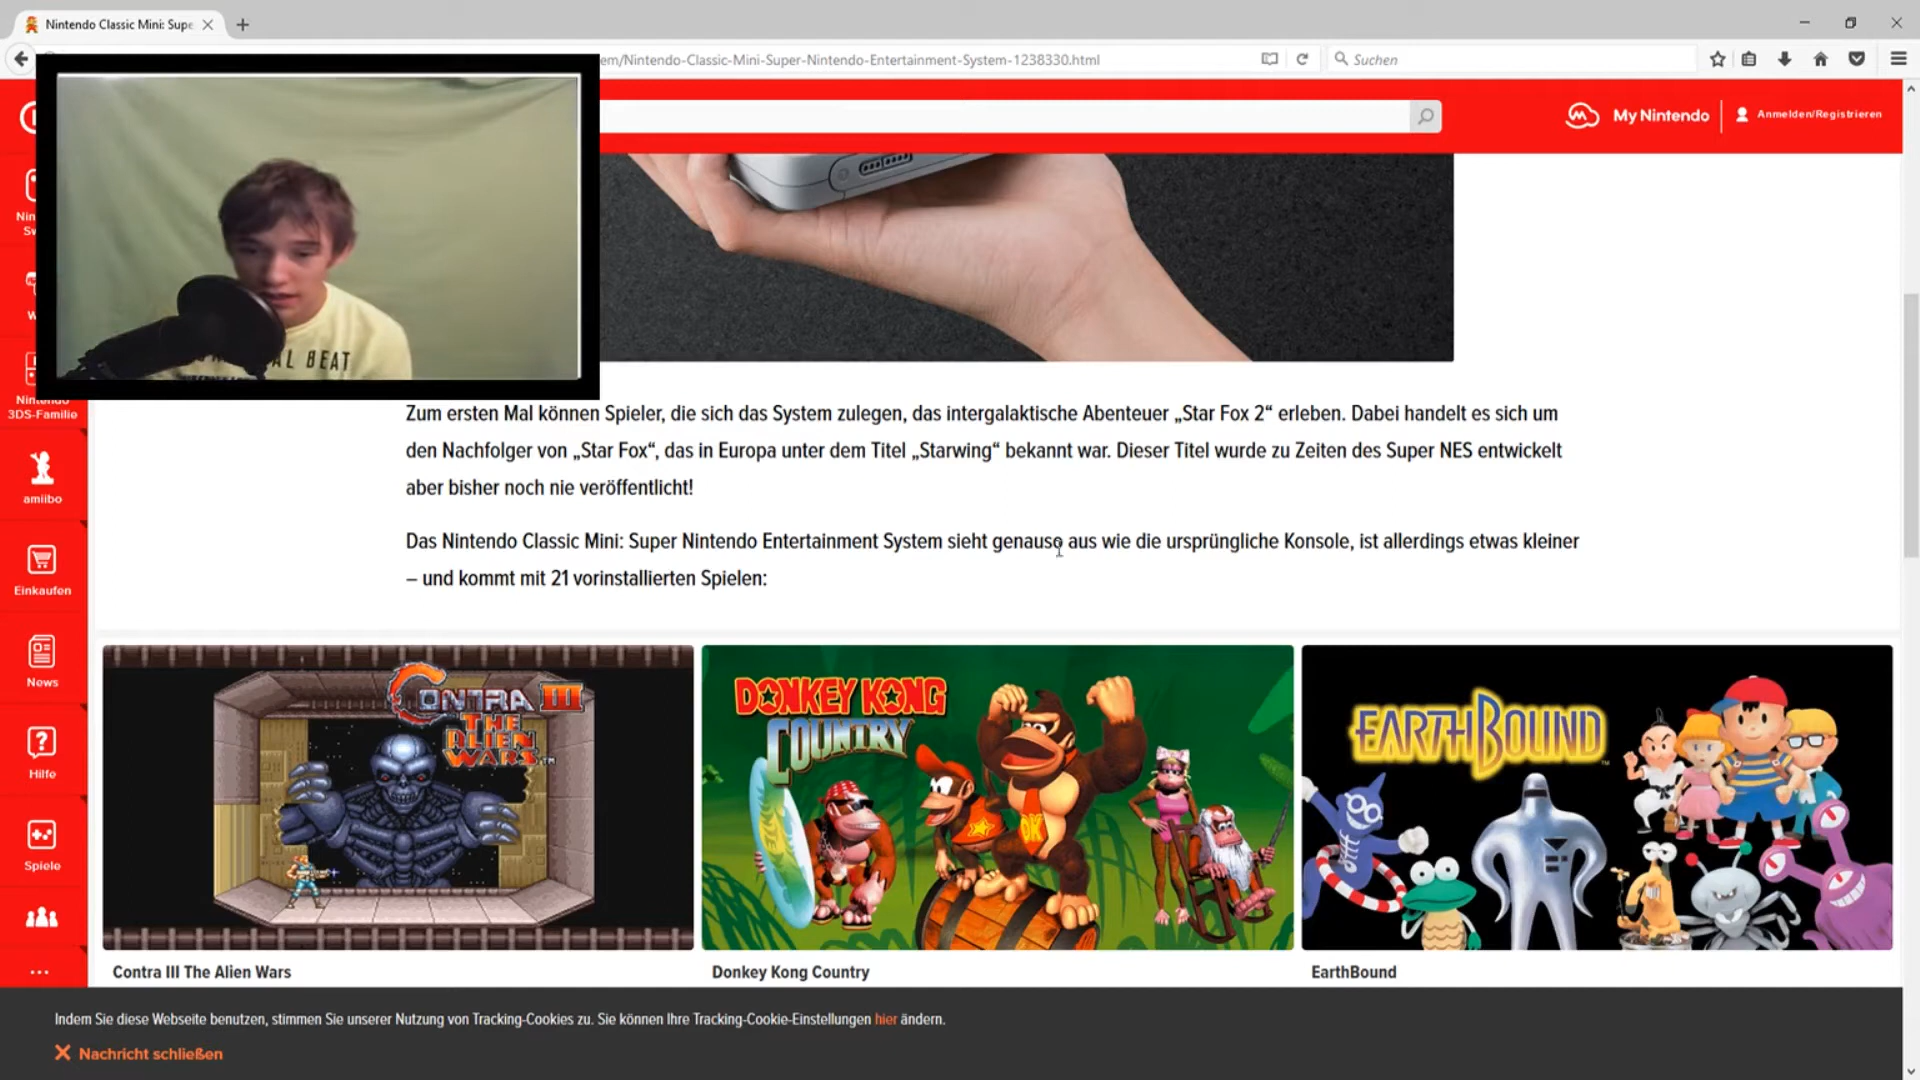 Nintendo Classic Mini: Supe
em/Nintendo-Classic-Mini-Super-Nintendo-Entertainment-System-1238330.html
Suchen
My Nintendo
Anmelden/Registrieren
AL BEAT
Nintendo
3DS-Familie
amiibo
Einkaufen
News
Hilfe
Spiele
Zum ersten Mal können Spieler, die sich das System zulegen, das intergalaktische Abenteuer „Star Fox 2“ erleben. Dabei handelt es sich um
den Nachfolger von „Star Fox“, das in Europa unter dem Titel „Starwing“ bekannt war. Dieser Titel wurde zu Zeiten des Super NES entwickelt
aber bisher noch nie veröffentlicht!
Das Nintendo Classic Mini: Super Nintendo Entertainment System sieht genauso aus wie die ursprüngliche Konsole, ist allerdings etwas kleiner
– und kommt mit 21 vorinstallierten Spielen:
CONTRA III
THE
ALIEN
WARS™
DONKEY KONG
COUNTRY
DK
EARTHBOUND
Contra III The Alien Wars
Donkey Kong Country
EarthBound
Indem Sie diese Webseite benutzen, stimmen Sie unserer Nutzung von Tracking-Cookies zu. Sie können Ihre Tracking-Cookie-Einstellungen hier ändern.
Nachricht schließen